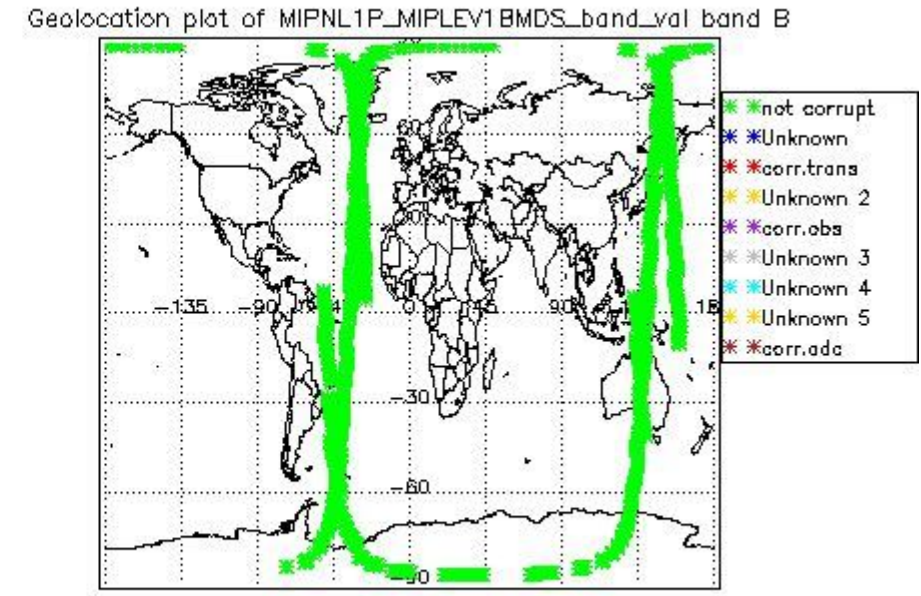 Geolocation plot of MIPNL1P_MIPLEV1BMDS_band_val band B
not corrupt
Unknown
corr.trans
Unknown 2
corr.obs
Unknown 3
Unknown 4
Unknown 5
corr.adc
60
-135
-90
0
90
-30
-60